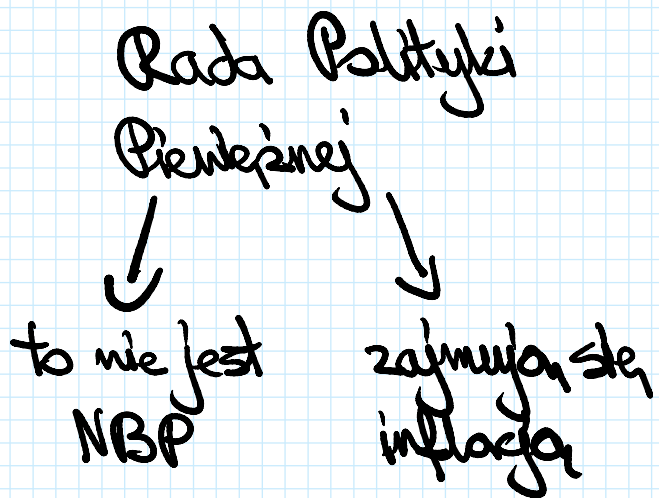 Rada Polityki
Pieniężnej
to nie jest
NBP
zajmują się
inflacją